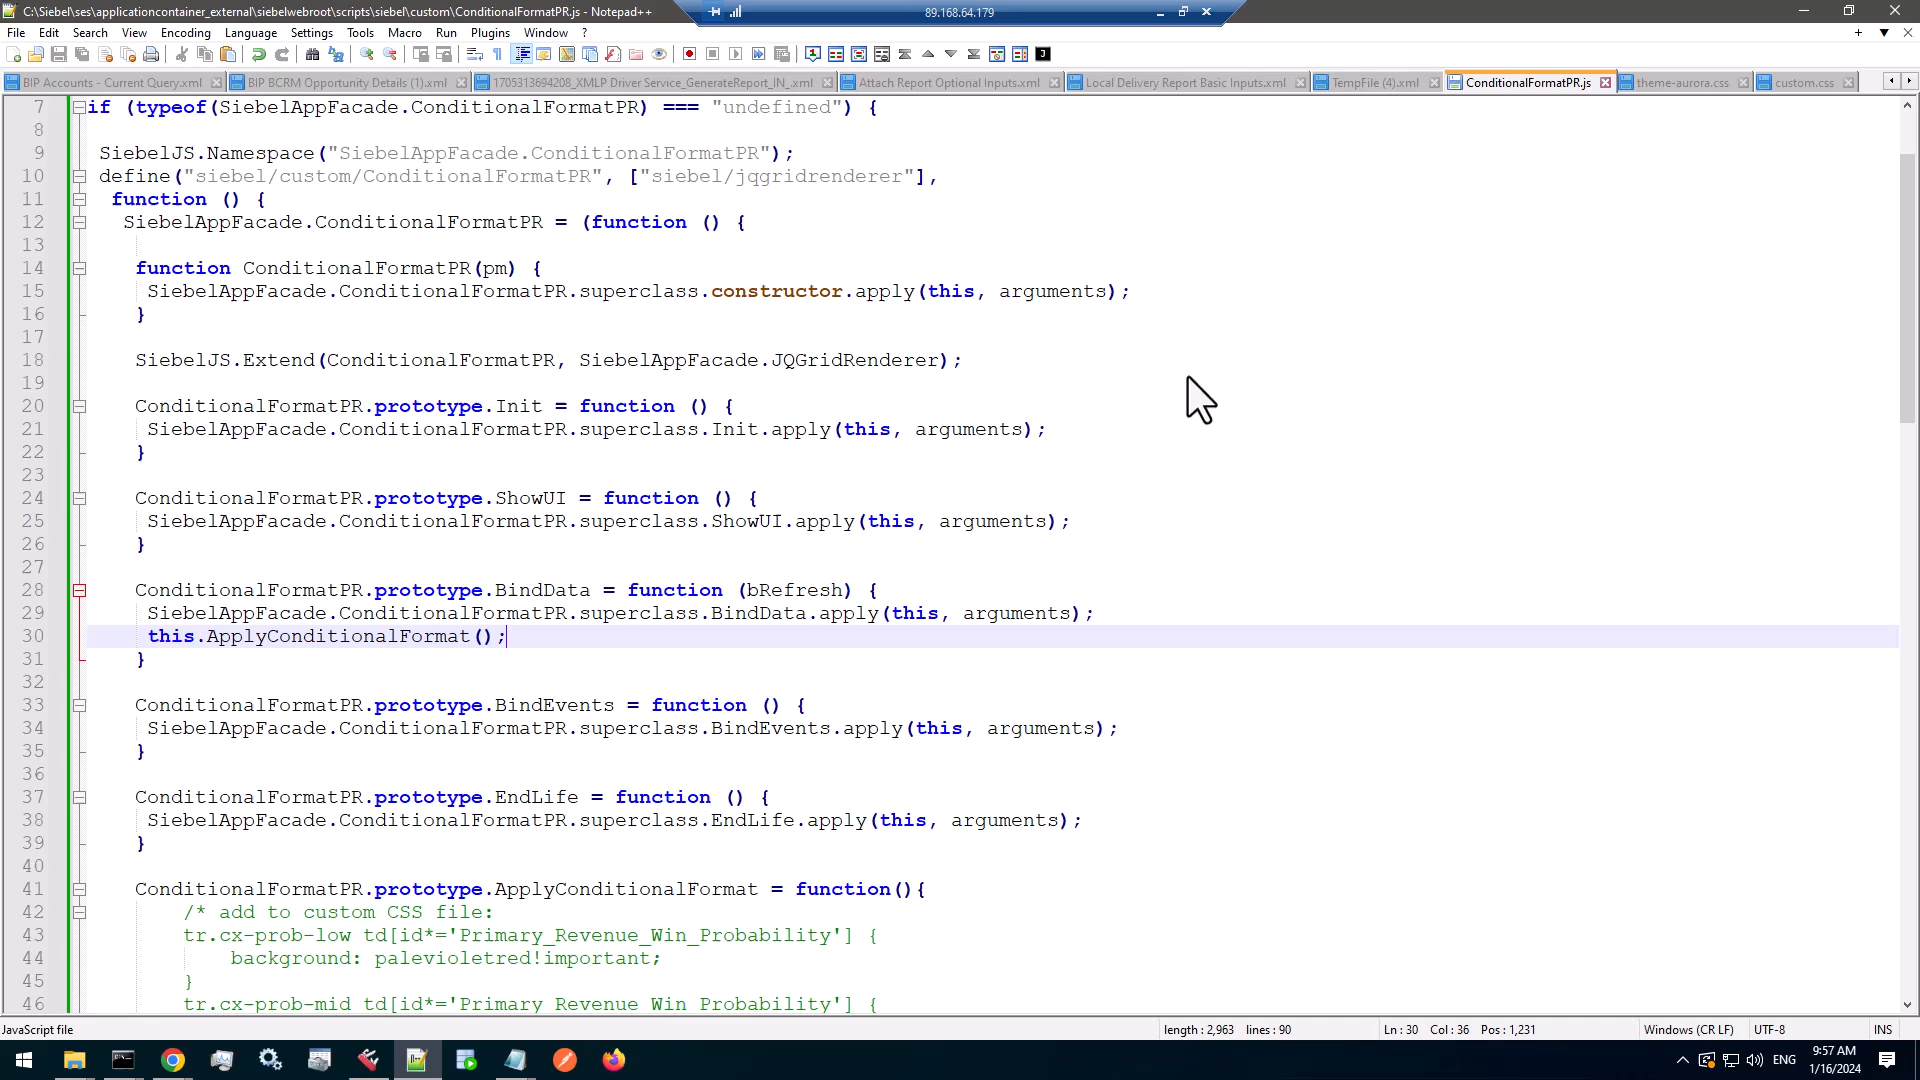 C:\Siebel\ses\applicationcontainer_external\siebelwebroot\scripts\siebel\custom\ConditionalFormatPR.js - Notepad++
89.168.64.179
File Edit Search View Encoding Language Settings Tools Macro Run Plugins Window ?
BIP Accounts - Current Query.xml BIP BCRM Opportunity Details (1).xml 1705313694208_XMLP Driver Service_GenerateReport_IN_.xml Attach Report Optional Inputs.xml Local Delivery Report Basic Inputs.xml TempFile (4).xml ConditionalFormatPR.js theme-aurora.css custom.css
7 if (typeof(SiebelAppFacade.ConditionalFormatPR) === "undefined") {
8
9 SiebelJS.Namespace("SiebelAppFacade.ConditionalFormatPR");
10 define("siebel/custom/ConditionalFormatPR", ["siebel/jqgridrenderer"],
11 function () {
12 SiebelAppFacade.ConditionalFormatPR = (function () {
13
14 function ConditionalFormatPR(pm) {
15 SiebelAppFacade.ConditionalFormatPR.superclass.constructor.apply(this, arguments);
16 }
17
18 SiebelJS.Extend(ConditionalFormatPR, SiebelAppFacade.JQGridRenderer);
19
20 ConditionalFormatPR.prototype.Init = function () {
21 SiebelAppFacade.ConditionalFormatPR.superclass.Init.apply(this, arguments);
22 }
23
24 ConditionalFormatPR.prototype.ShowUI = function () {
25 SiebelAppFacade.ConditionalFormatPR.superclass.ShowUI.apply(this, arguments);
26 }
27
28 ConditionalFormatPR.prototype.BindData = function (bRefresh) {
29 SiebelAppFacade.ConditionalFormatPR.superclass.BindData.apply(this, arguments);
30 this.ApplyConditionalFormat();
31 }
32
33 ConditionalFormatPR.prototype.BindEvents = function () {
34 SiebelAppFacade.ConditionalFormatPR.superclass.BindEvents.apply(this, arguments);
35 }
36
37 ConditionalFormatPR.prototype.EndLife = function () {
38 SiebelAppFacade.ConditionalFormatPR.superclass.EndLife.apply(this, arguments);
39 }
40
41 ConditionalFormatPR.prototype.ApplyConditionalFormat = function(){
42 /* add to custom CSS file:
43 tr.cx-prob-low td[id*='Primary_Revenue_Win_Probability'] {
44 background: palevioletred!important;
45 }
46 tr.cx-prob-mid td[id*='Primary_Revenue_Win_Probability'] {
JavaScript file length : 2,963 lines : 90 Ln : 30 Col : 36 Pos : 1,231 Windows (CR LF) UTF-8 INS
ENG 9:57 AM
1/16/2024